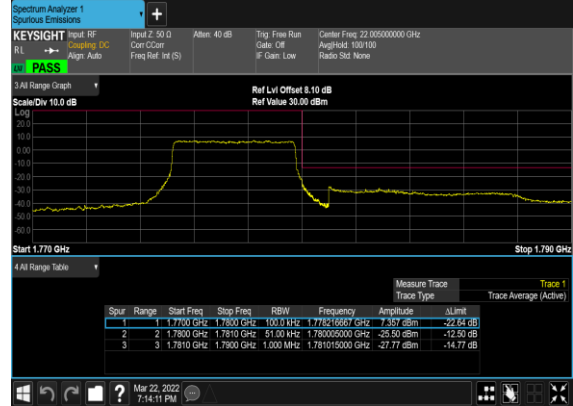 Spectrum Analyzer 1
Spurious Emissions
KEYSIGHT Input: RF Input Z: 50 Ω Atten: 40 dB Trig: Free Run Center Freq: 22.005000000 GHz
RL Coupling: DC Corr CCorr Gate: Off Avg|Hold: 100/100
Align: Auto Freq Ref: Int (S) IF Gain: Low Radio Std: None
PASS
3 All Range Graph
Ref Lvl Offset 8.10 dB
Scale/Div 10.0 dB Ref Value 30.00 dBm
Log
20.0
10.0
0.00
-10.0
-20.0
-30.0
-40.0
-50.0
-60.0
Start 1.770 GHz Stop 1.790 GHz
4 All Range Table
Measure Trace Trace 1
Trace Type Trace Average (Active)
Spur Range Start Freq Stop Freq RBW Frequency Amplitude ΔLimit
1 1 1.7700 GHz 1.7800 GHz 100.0 kHz 1.778216667 GHz 7.357 dBm -22.64 dB
2 2 1.7800 GHz 1.7810 GHz 51.00 kHz 1.780005000 GHz -25.50 dBm -12.50 dB
3 3 1.7810 GHz 1.7900 GHz 1.000 MHz 1.781015000 GHz -27.77 dBm -14.77 dB
? Mar 22, 2022
7:14:11 PM